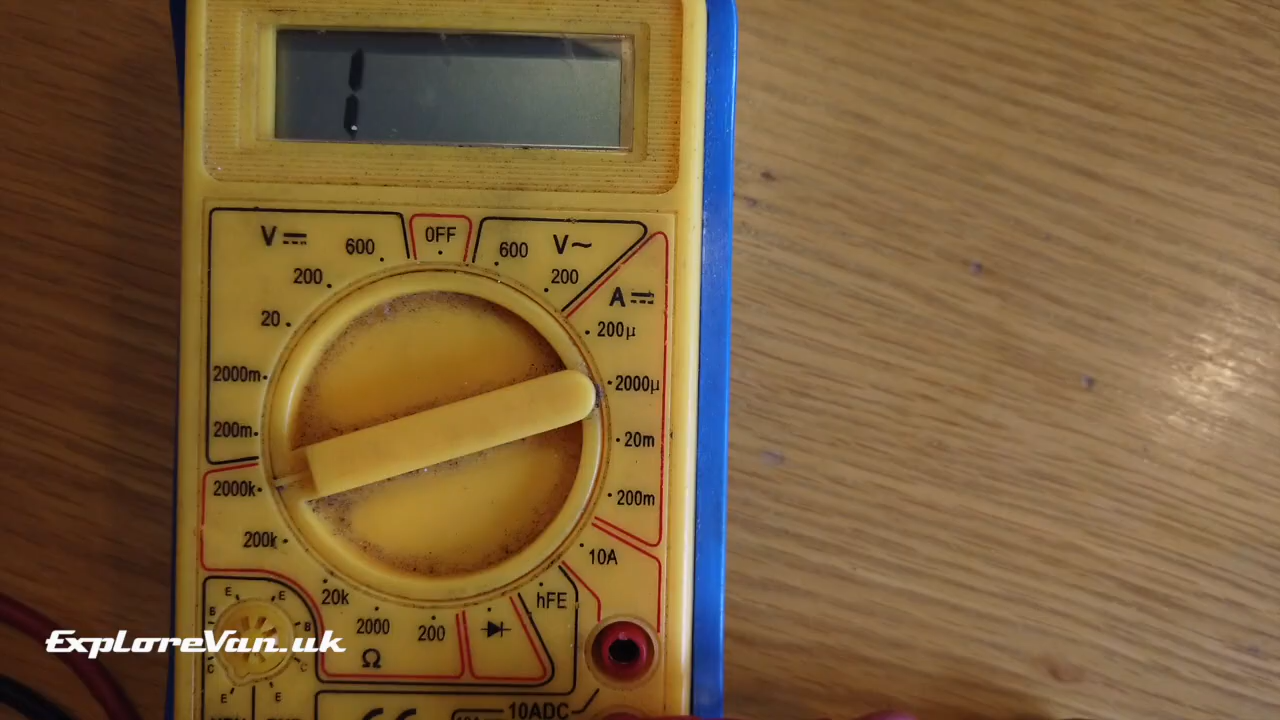 1
V⎓ 600 OFF 600 V~
200 200
A⎓
20 200µ
2000m 2000µ
200m 20m
2000k 200m
200k 10A
20k 2000 200 hFE
Ω
E E
B B
C C
E E
10ADC
CE
ExploreVan.uk